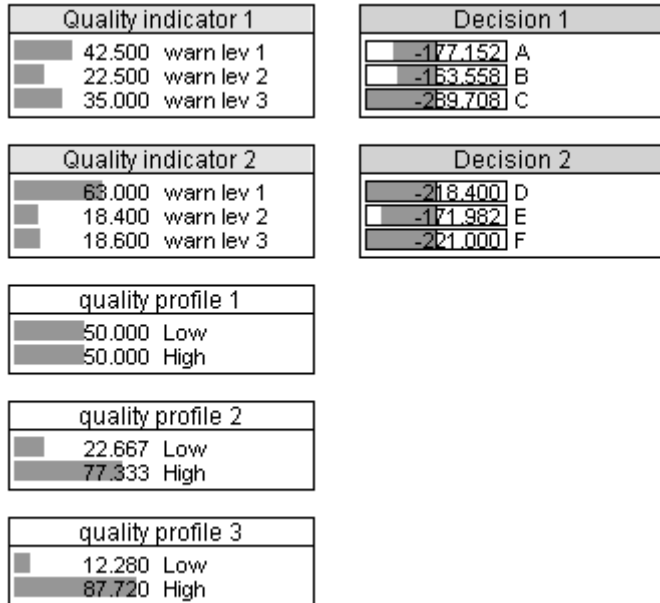 Quality indicator 1
42.500 warn lev 1
22.500 warn lev 2
35.000 warn lev 3
Decision 1
-177.152 A
-163.558 B
-289.708 C
Quality indicator 2
63.000 warn lev 1
18.400 warn lev 2
18.600 warn lev 3
Decision 2
-218.400 D
-171.982 E
-221.000 F
quality profile 1
50.000 Low
50.000 High
quality profile 2
22.667 Low
77.333 High
quality profile 3
12.280 Low
87.720 High